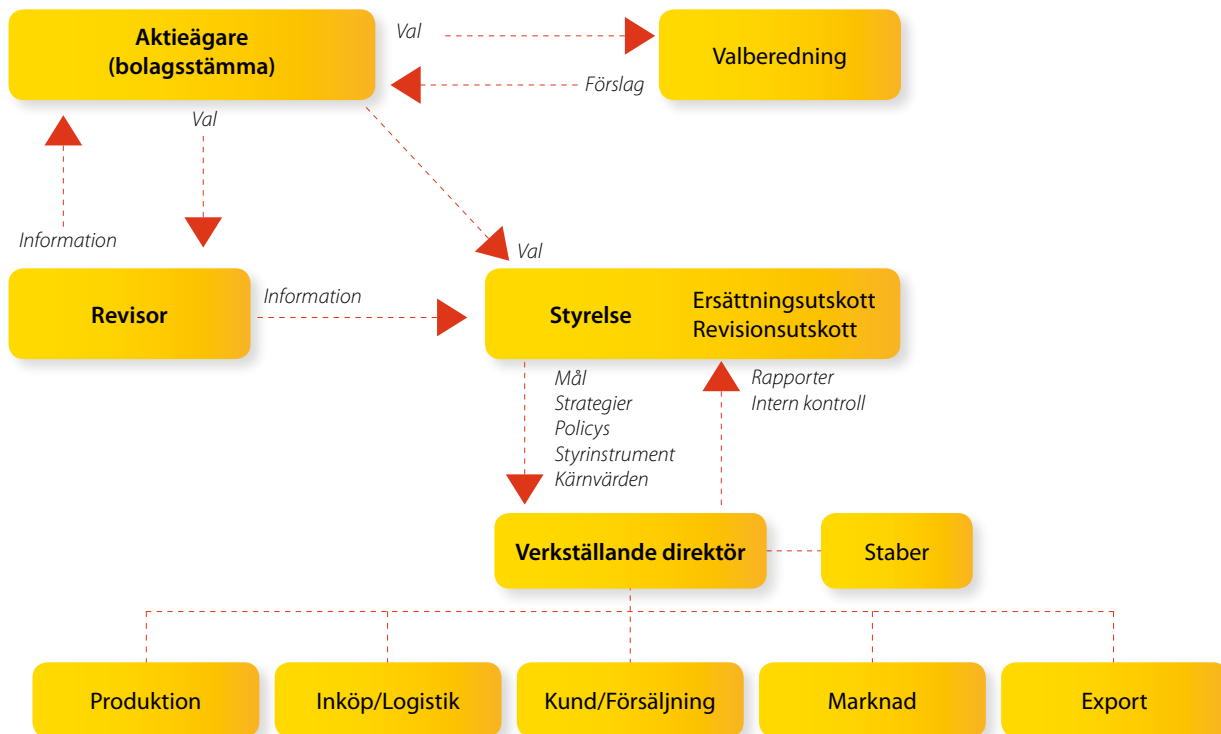 Aktieägare
(bolagsstämma)
Val
Förslag
Valberedning
Val
Information
Val
Revisor
Information
Styrelse
Ersättningsutskott
Revisionsutskott
Mål
Strategier
Policys
Styrinstrument
Kärnvärden
Rapporter
Intern kontroll
Verkställande direktör
Staber
Produktion
Inköp/Logistik
Kund/Försäljning
Marknad
Export